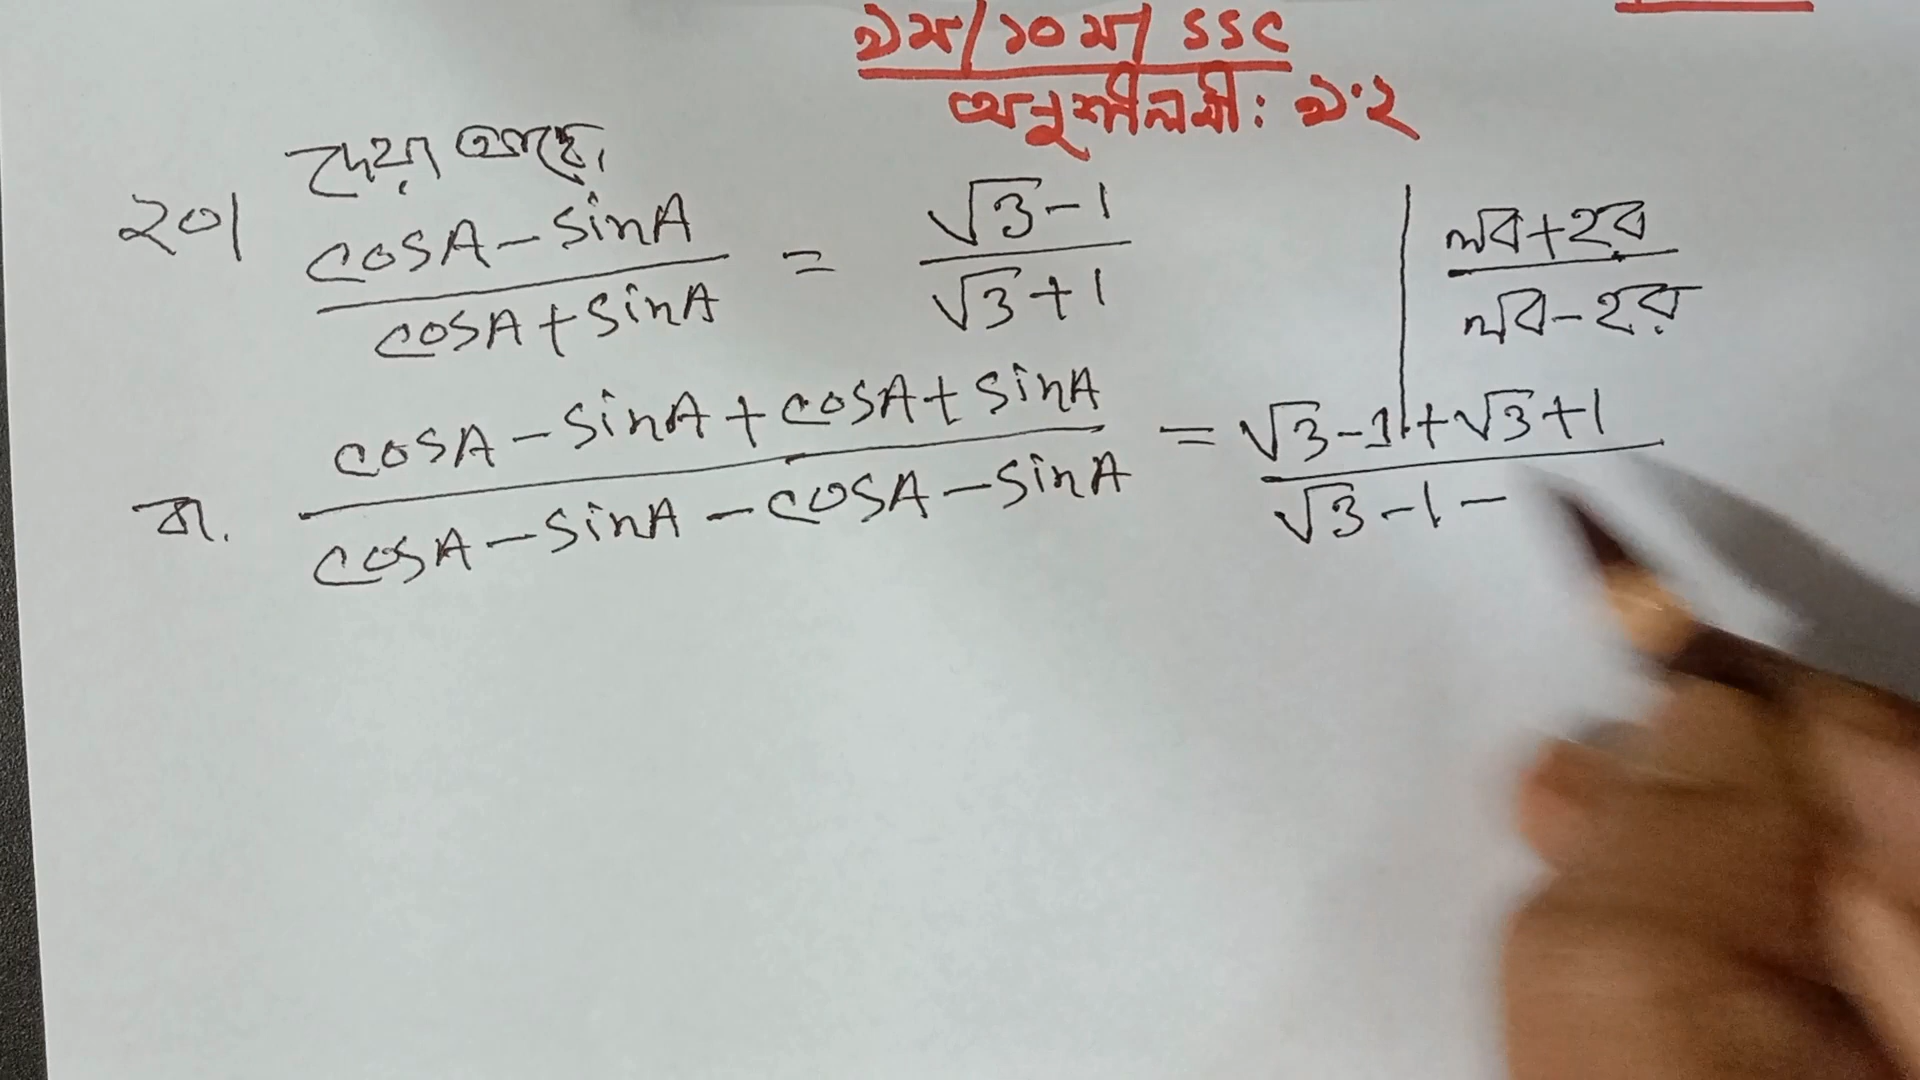 ৯ম/১০ম/ SSC
অনুশীলনী: ৯.২
দেয়া আছে,
২০। (cosA - sinA)/(cosA + sinA) = (√3 - 1)/(√3 + 1)
লব + হর
লব - হর
বা. (cosA - sinA + cosA + sinA)/(cosA - sinA - cosA - sinA) = (√3 - 1 + √3 + 1)/(√3 - 1 -